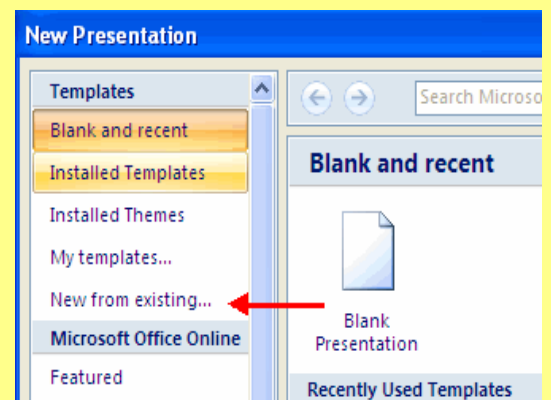 New Presentation
Templates
Blank and recent
Installed Templates
Installed Themes
My templates...
New from existing...
Microsoft Office Online
Featured
Search Microso
Blank and recent
Blank
Presentation
Recently Used Templates